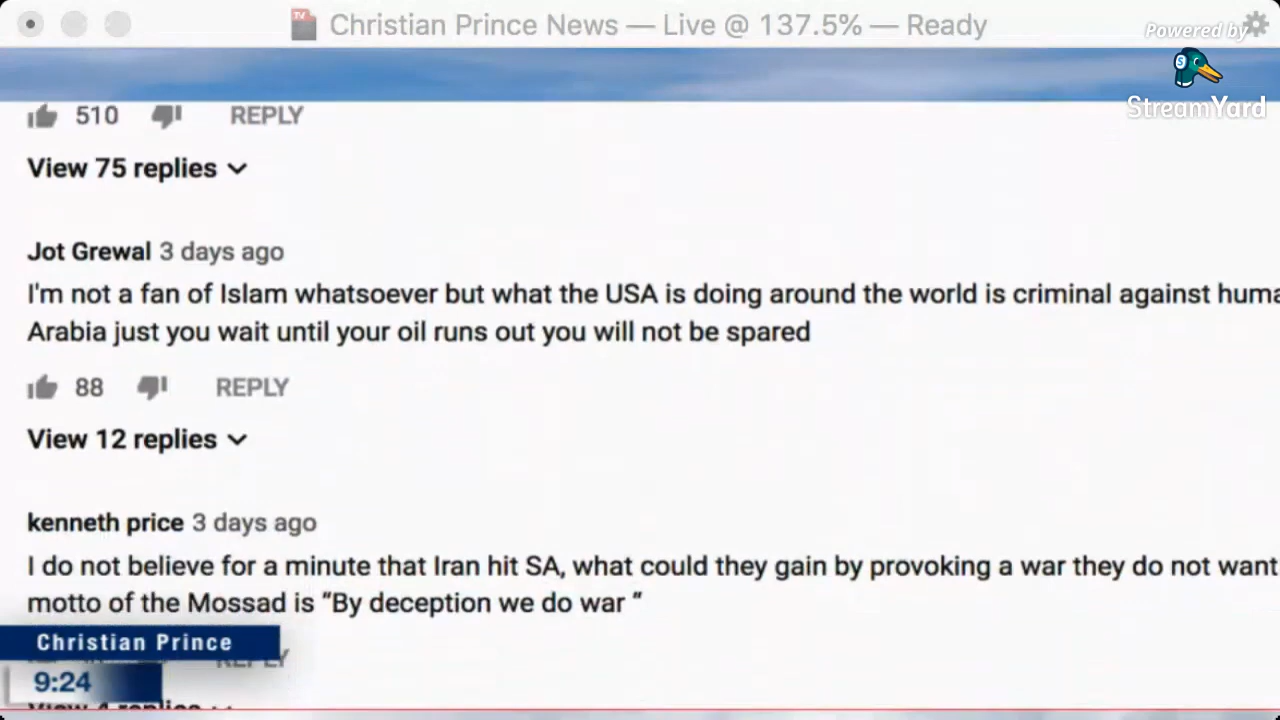 Christian Prince News — Live @ 137.5% — Ready
Powered by
StreamYard
510 REPLY
View 75 replies
Jot Grewal 3 days ago
I'm not a fan of Islam whatsoever but what the USA is doing around the world is criminal against
Arabia just you wait until your oil runs out you will not be spared
88 REPLY
View 12 replies
kenneth price 3 days ago
I do not believe for a minute that Iran hit SA, what could they gain by provoking a war they do not want
motto of the Mossad is “By deception we do war “
Christian Prince
REPLY
9:24
View 4 replies